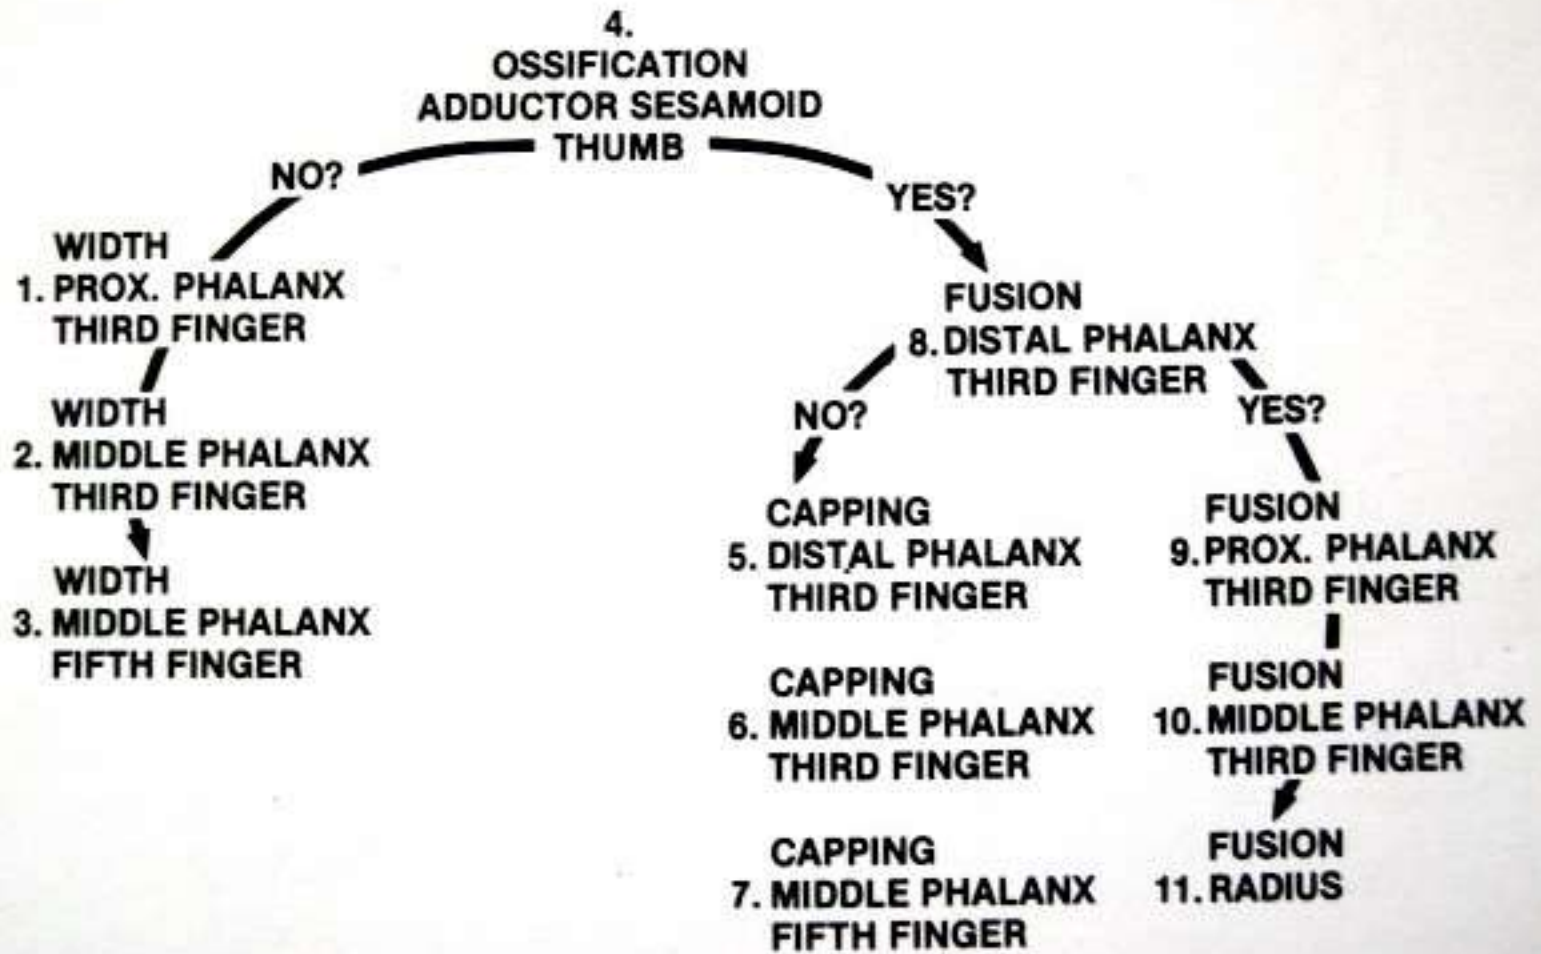 4.
OSSIFICATION
ADDUCTOR SESAMOID
THUMB
NO?
YES?
WIDTH
1. PROX. PHALANX
THIRD FINGER
WIDTH
2. MIDDLE PHALANX
THIRD FINGER
WIDTH
3. MIDDLE PHALANX
FIFTH FINGER
FUSION
8. DISTAL PHALANX
THIRD FINGER
NO?
YES?
CAPPING
5. DISTAL PHALANX
THIRD FINGER
CAPPING
6. MIDDLE PHALANX
THIRD FINGER
CAPPING
7. MIDDLE PHALANX
FIFTH FINGER
FUSION
9. PROX. PHALANX
THIRD FINGER
FUSION
10. MIDDLE PHALANX
THIRD FINGER
FUSION
11. RADIUS